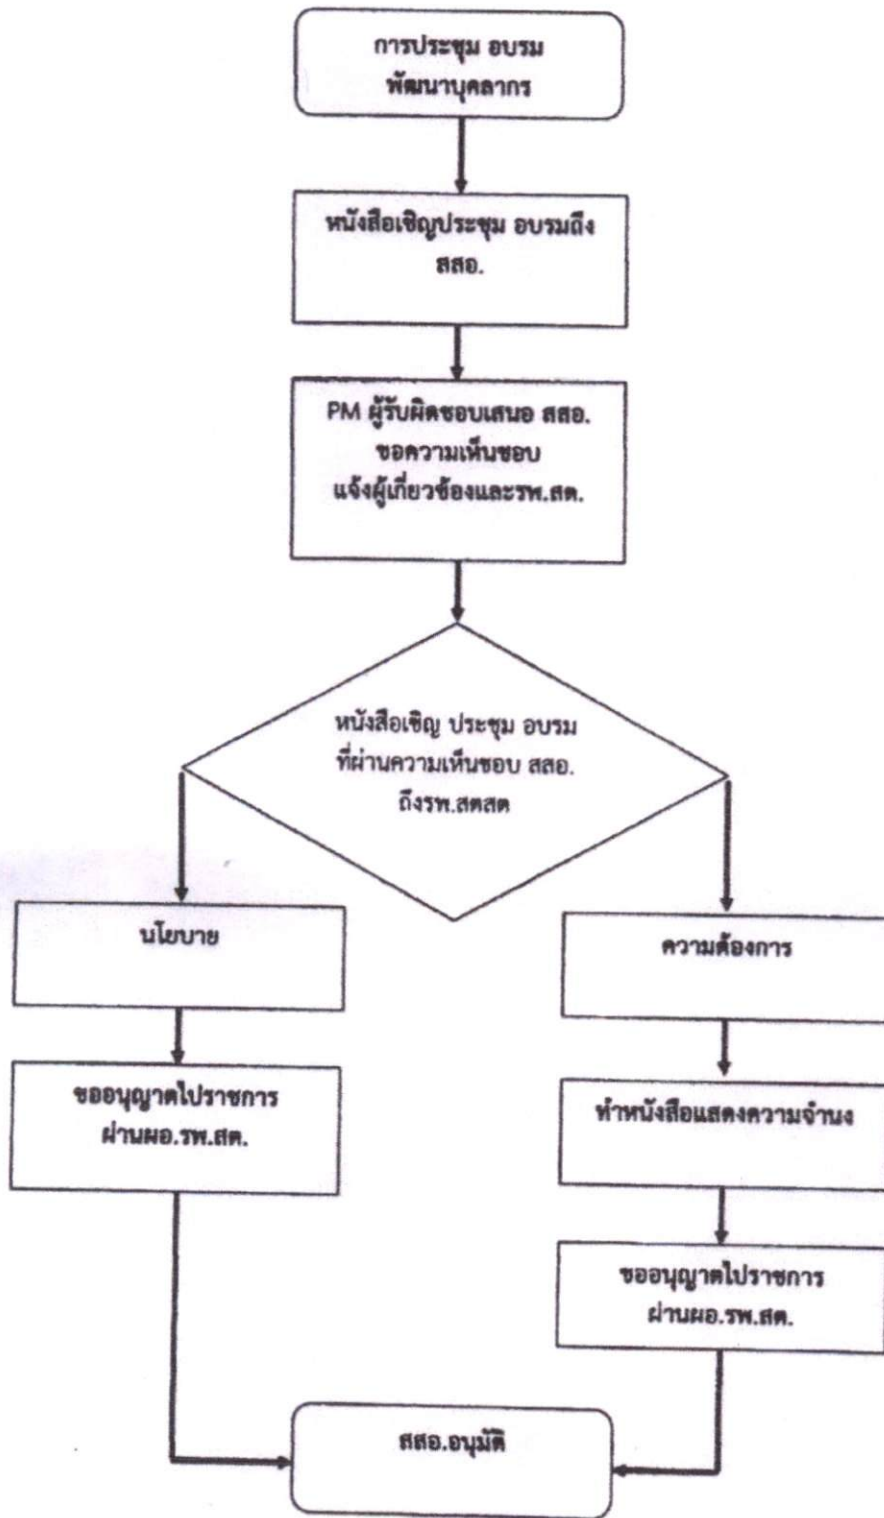 การประชุม อบรม
พัฒนาบุคลากร
หนังสือเชิญประชุม อบรมถึง
สสอ.
PM ผู้รับผิดชอบเสนอ สสอ.
ขอความเห็นชอบ
แจ้งผู้เกี่ยวข้องและรพ.สต.
หนังสือเชิญ ประชุม อบรม
ที่ผ่านความเห็นชอบ สสอ.
ถึงรพ.สตสต
นโยบาย
ความต้องการ
ขออนุญาตไปราชการ
ผ่านผอ.รพ.สต.
ทำหนังสือแสดงความจำนง
ขออนุญาตไปราชการ
ผ่านผอ.รพ.สต.
สสอ.อนุมัติ